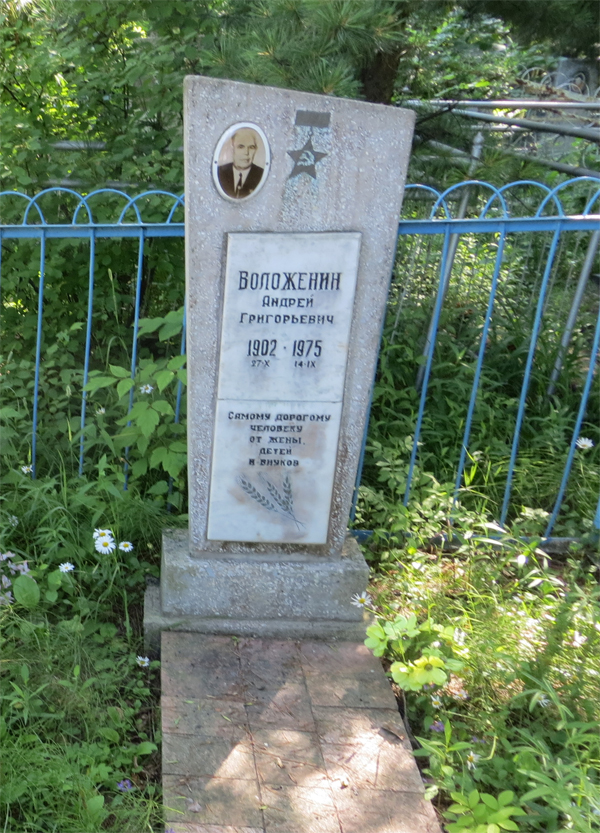 ВОЛОЖЕНИН
АНДРЕЙ
ГРИГОРЬЕВИЧ
1902 · 1975
27·X 14·IX
САМОМУ ДОРОГОМУ
ЧЕЛОВЕКУ
ОТ ЖЕНЫ,
ДЕТЕЙ
И ВНУКОВ